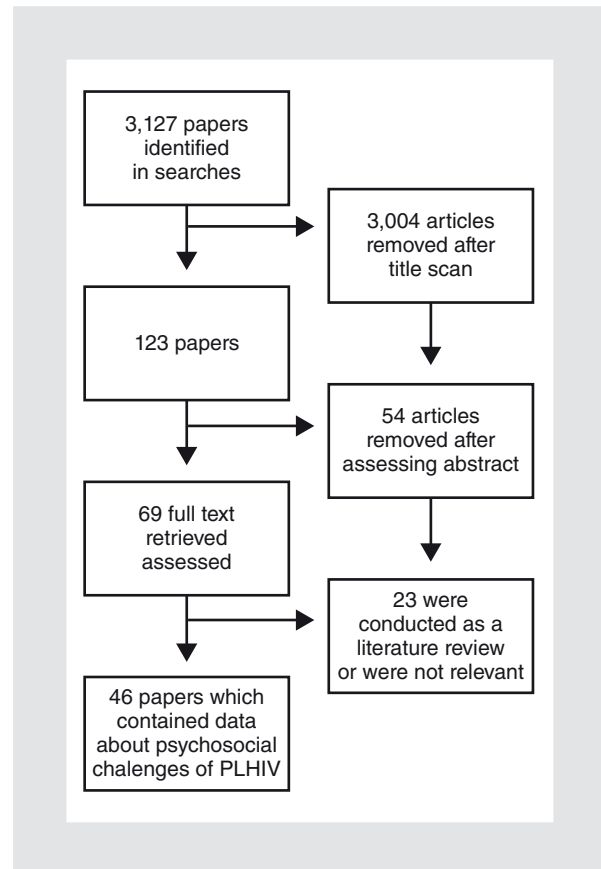 3,127 papers
identified
in searches
3,004 articles
removed after
title scan
123 papers
54 articles
removed after
assessing abstract
69 full text
retrieved
assessed
23 were
conducted as a
literature review
or were not relevant
46 papers which
contained data
about psychosocial
chalenges of PLHIV